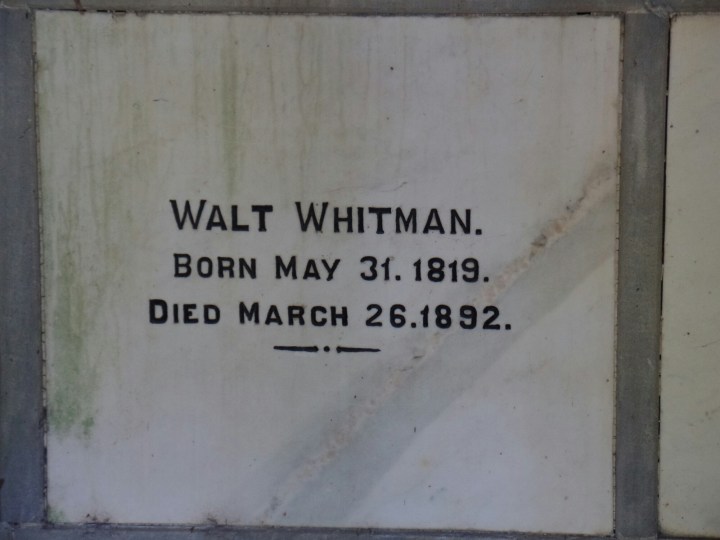 WALT WHITMAN.
BORN MAY 31. 1819.
DIED MARCH 26. 1892.